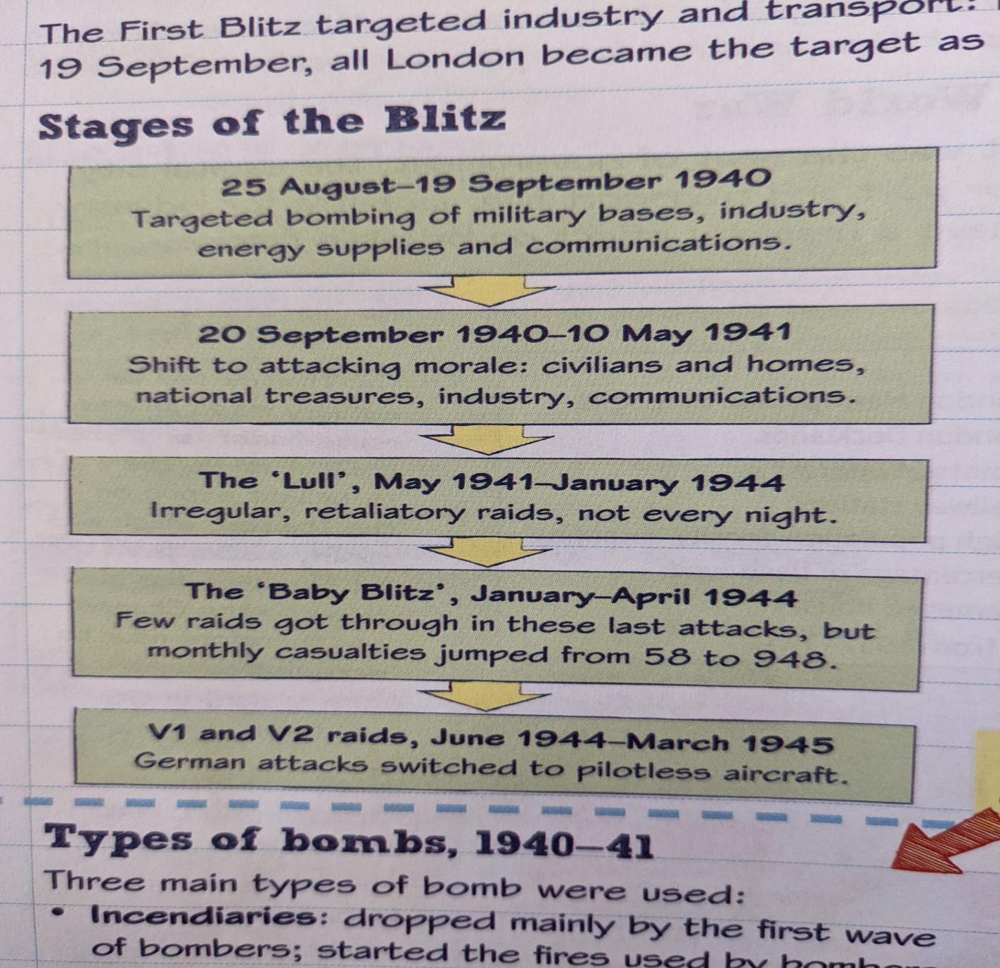 The First Blitz targeted industry and transport.
19 September, all London became the target as
Stages of the Blitz
25 August–19 September 1940
Targeted bombing of military bases, industry,
energy supplies and communications.
20 September 1940–10 May 1941
Shift to attacking morale: civilians and homes,
national treasures, industry, communications.
The ‘Lull’, May 1941–January 1944
Irregular, retaliatory raids, not every night.
The ‘Baby Blitz’, January–April 1944
Few raids got through in these last attacks, but
monthly casualties jumped from 58 to 948.
V1 and V2 raids, June 1944–March 1945
German attacks switched to pilotless aircraft.
Types of bombs, 1940–41
Three main types of bomb were used:
• Incendiaries: dropped mainly by the first wave
of bombers; started the fires used by